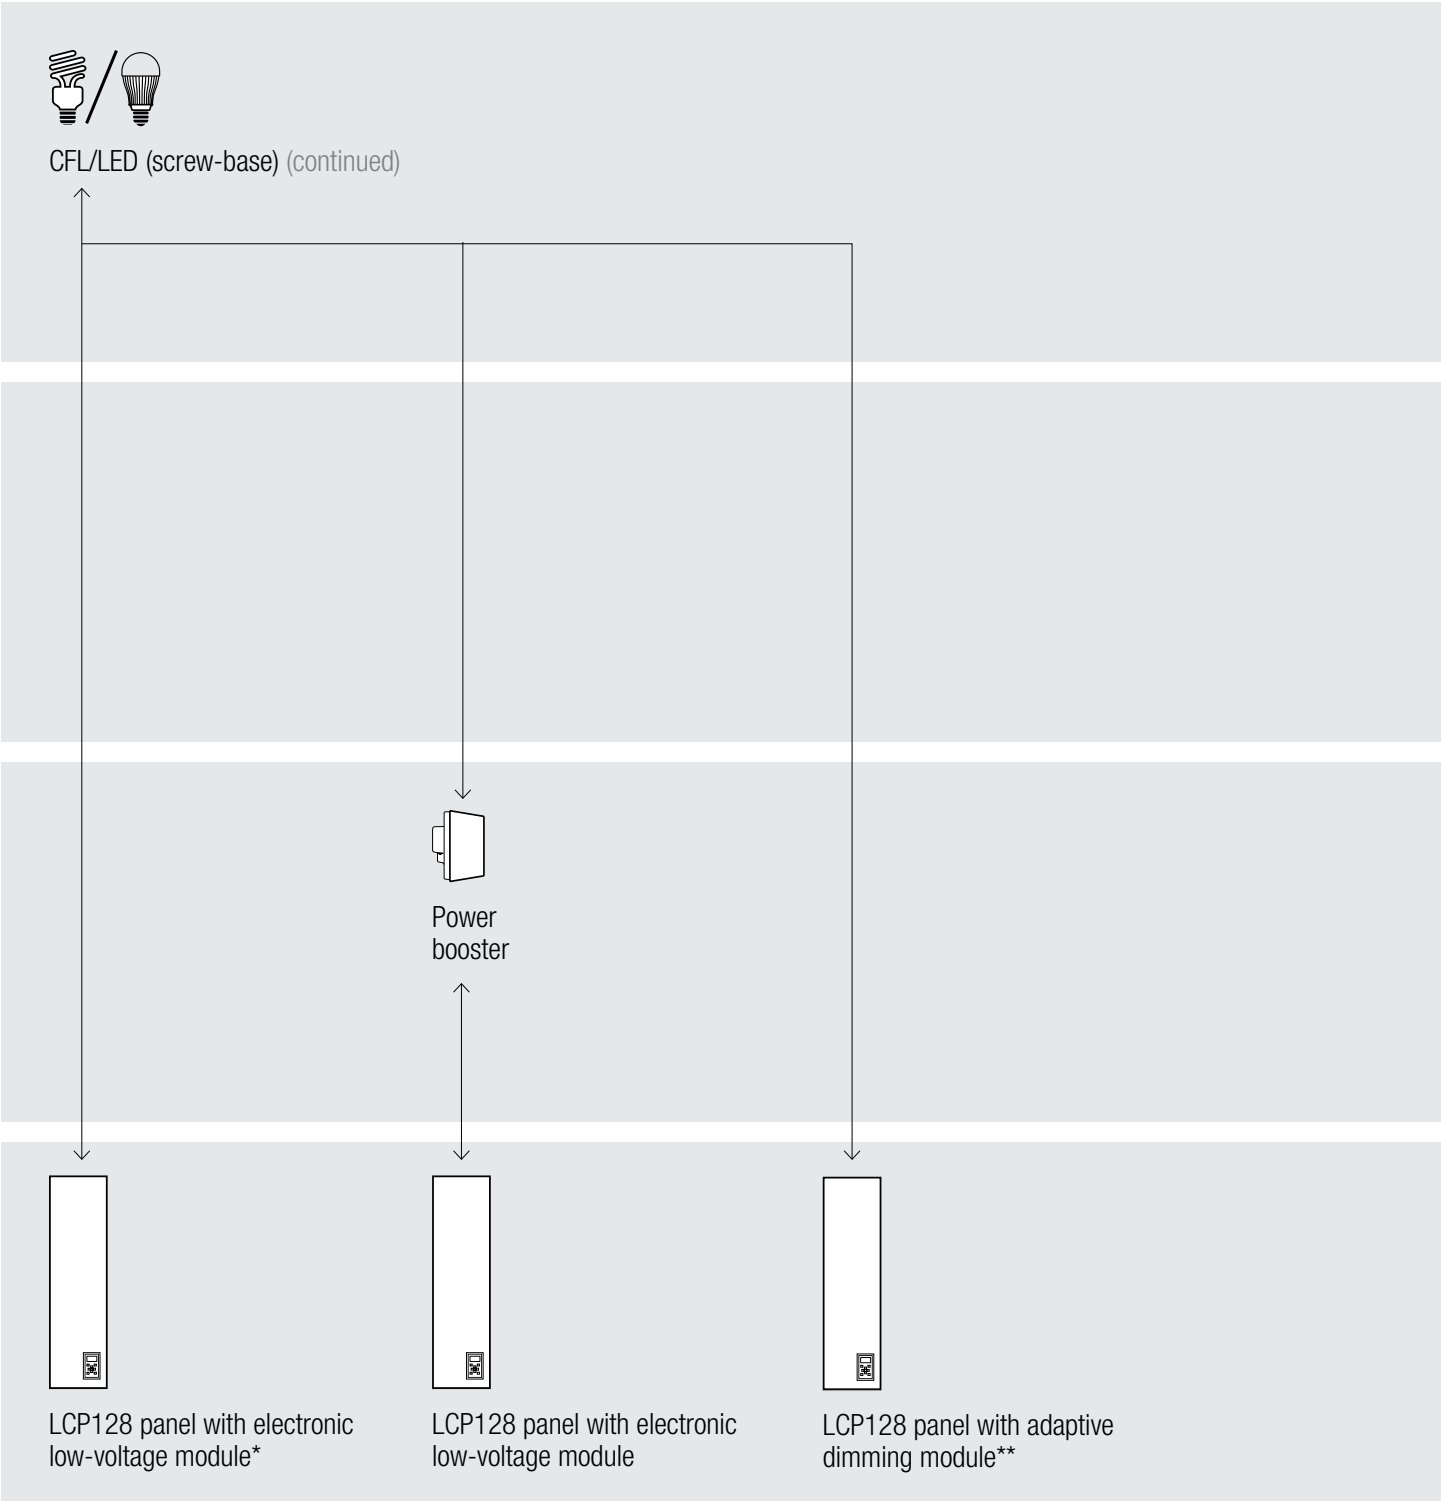 CFL/LED (screw-base) (continued)
Power
booster
LCP128 panel with electronic
low-voltage module*
LCP128 panel with electronic
low-voltage module
LCP128 panel with adaptive
dimming module**